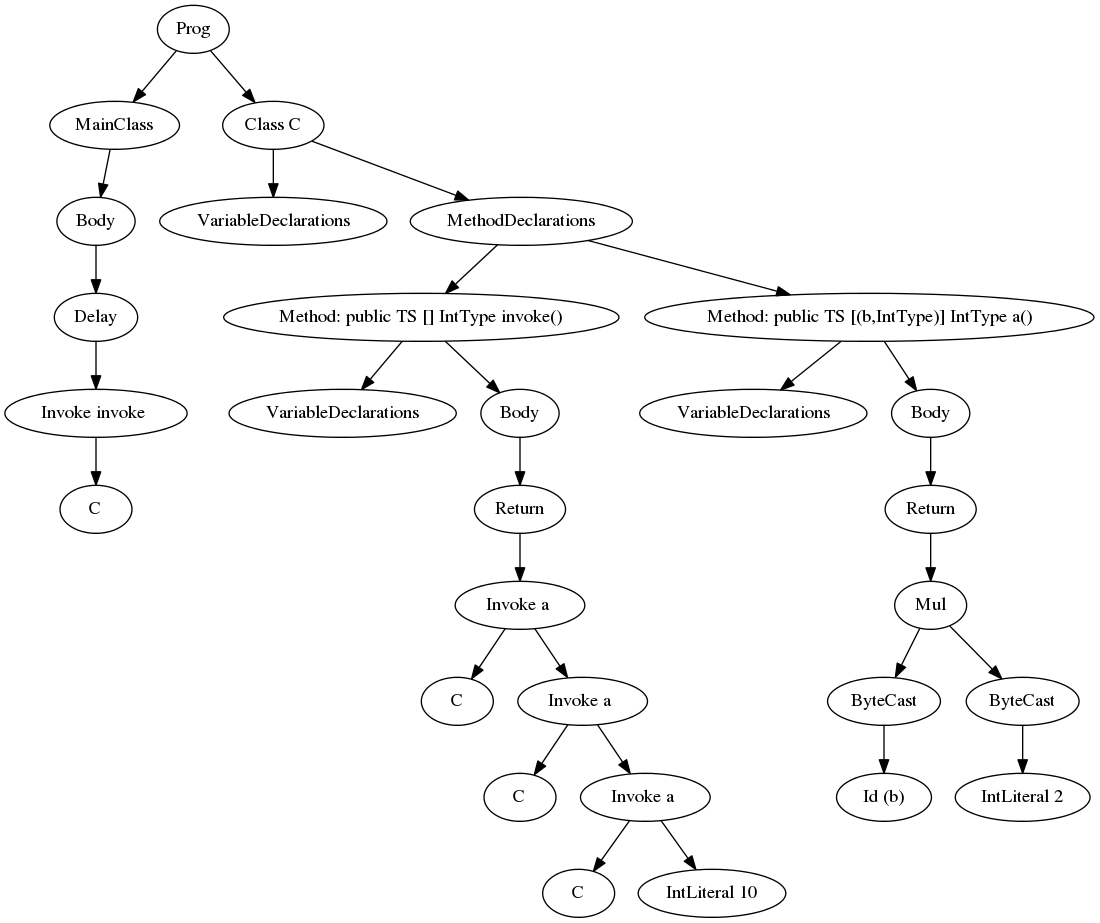 Prog
MainClass
Class C
Body
VariableDeclarations
MethodDeclarations
Delay
Method: public TS [] IntType invoke()
Method: public TS [(b,IntType)] IntType a()
Invoke invoke
VariableDeclarations
Body
VariableDeclarations
Body
C
Return
Return
Invoke a
Mul
C
Invoke a
ByteCast
ByteCast
C
Invoke a
Id (b)
IntLiteral 2
C
IntLiteral 10